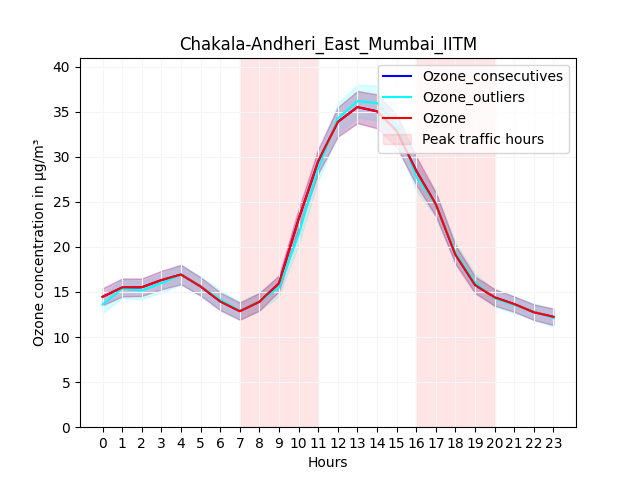 Chakala-Andheri_East_Mumbai_IITM
Ozone concentration in µg/m³
40
35
30
25
20
15
10
5
0
Ozone_consecutives
Ozone_outliers
Ozone
Peak traffic hours
0 1 2 3 4 5 6 7 8 9 10 11 12 13 14 15 16 17 18 19 20 21 22 23
Hours